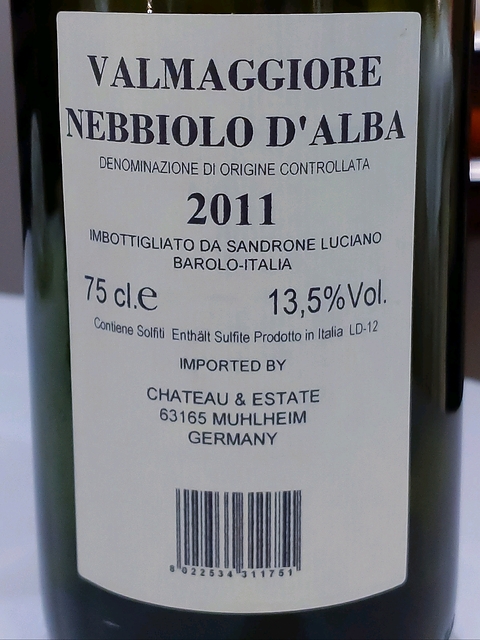 VALMAGGIORE
NEBBIOLO D'ALBA
DENOMINAZIONE DI ORIGINE CONTROLLATA
2011
IMBOTTIGLIATO DA SANDRONE LUCIANO
BAROLO-ITALIA
75 cl.e 13,5%Vol.
Contiene Solfiti Enthält Sulfite Prodotto in Italia LD-12
IMPORTED BY
CHATEAU & ESTATE
63165 MUHLHEIM
GERMANY
8 022534 311751